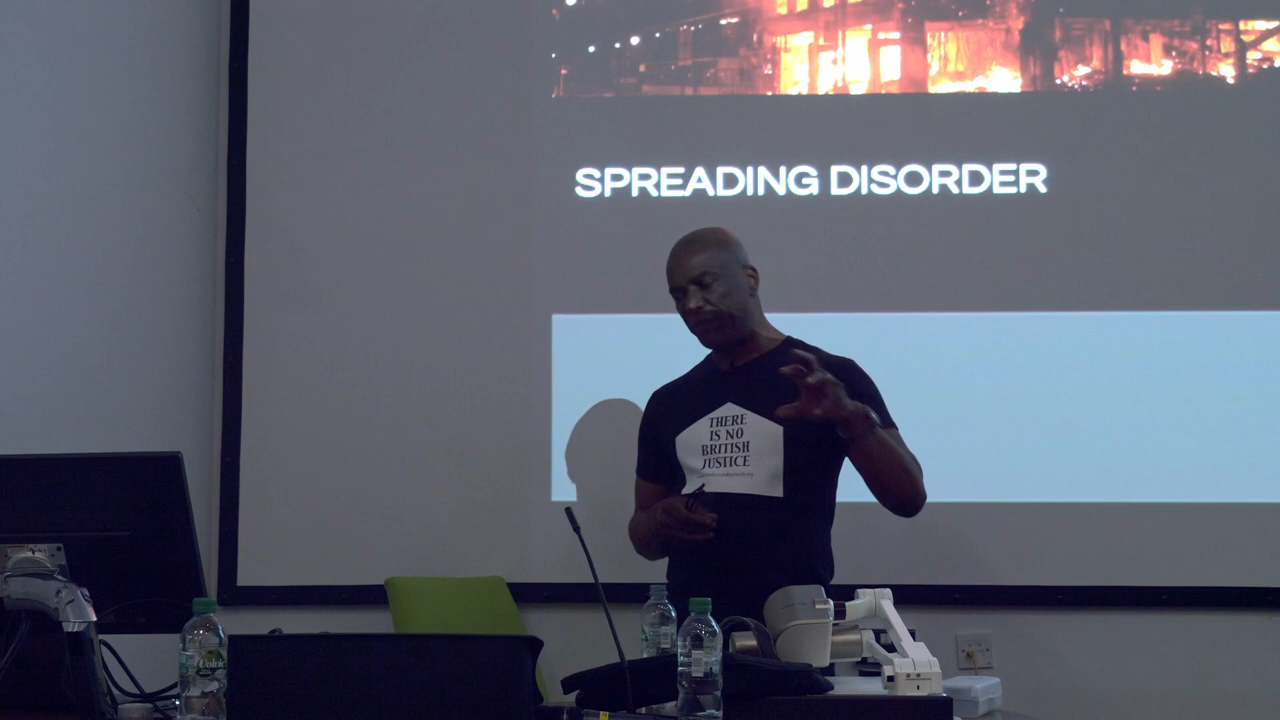 SPREADING DISORDER
THERE
IS NO
BRITISH
JUSTICE
Volvic